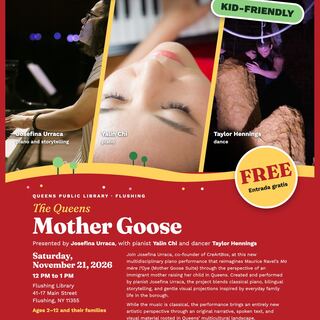 KID-FRIENDLY
Josefina Urraca
piano and storytelling
Yalin Chi
piano
Taylor Hennings
dance
FREE
Entrada gratis
QUEENS PUBLIC LIBRARY · FLUSHING
The Queens
Mother Goose
Presented by Josefina Urraca, with pianist Yalin Chi and dancer Taylor Hennings
Saturday,
November 21, 2026
12 PM to 1 PM
Flushing Library
41-17 Main Street
Flushing, NY 11355
Ages 2–12 and their families
Join Josefina Urraca, co-founder of CreArtBox, at this new
multidisciplinary piano performance that reimagines Maurice Ravel's Ma
mère l'Oye (Mother Goose Suite) through the perspective of an
immigrant mother raising her child in Queens. Created and performed
by pianist Josefina Urraca, the project blends classical piano, bilingual
storytelling, and gentle visual projections inspired by everyday family
life in the borough.
While the music is classical, the performance brings an entirely new
artistic perspective through an original narrative, spoken text, and
visual material rooted in Queens' multicultural landscape.